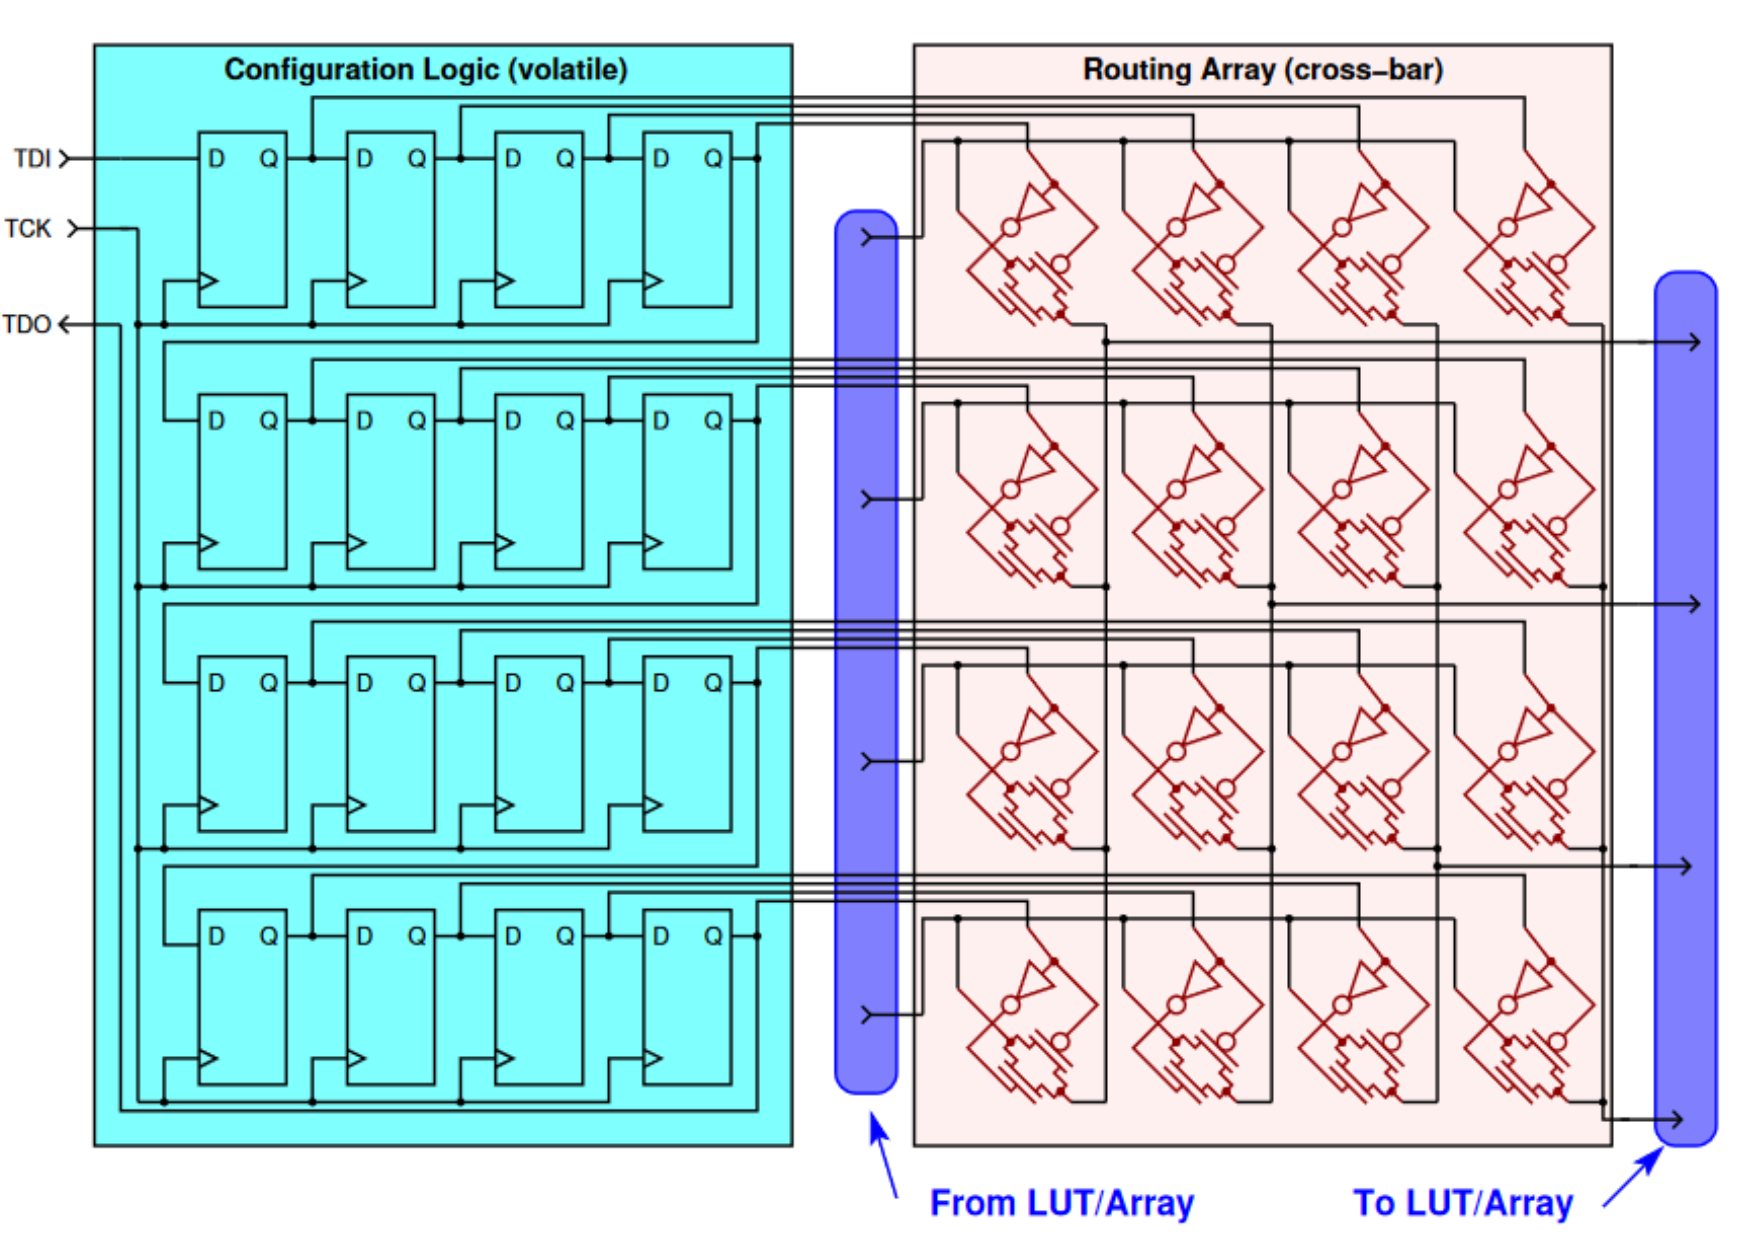 Configuration Logic (volatile)
Routing Array (cross-bar)
TDI
D Q D Q D Q D Q
TCK
TDO
D Q D Q D Q D Q
D Q D Q D Q D Q
D Q D Q D Q D Q
From LUT/Array
To LUT/Array